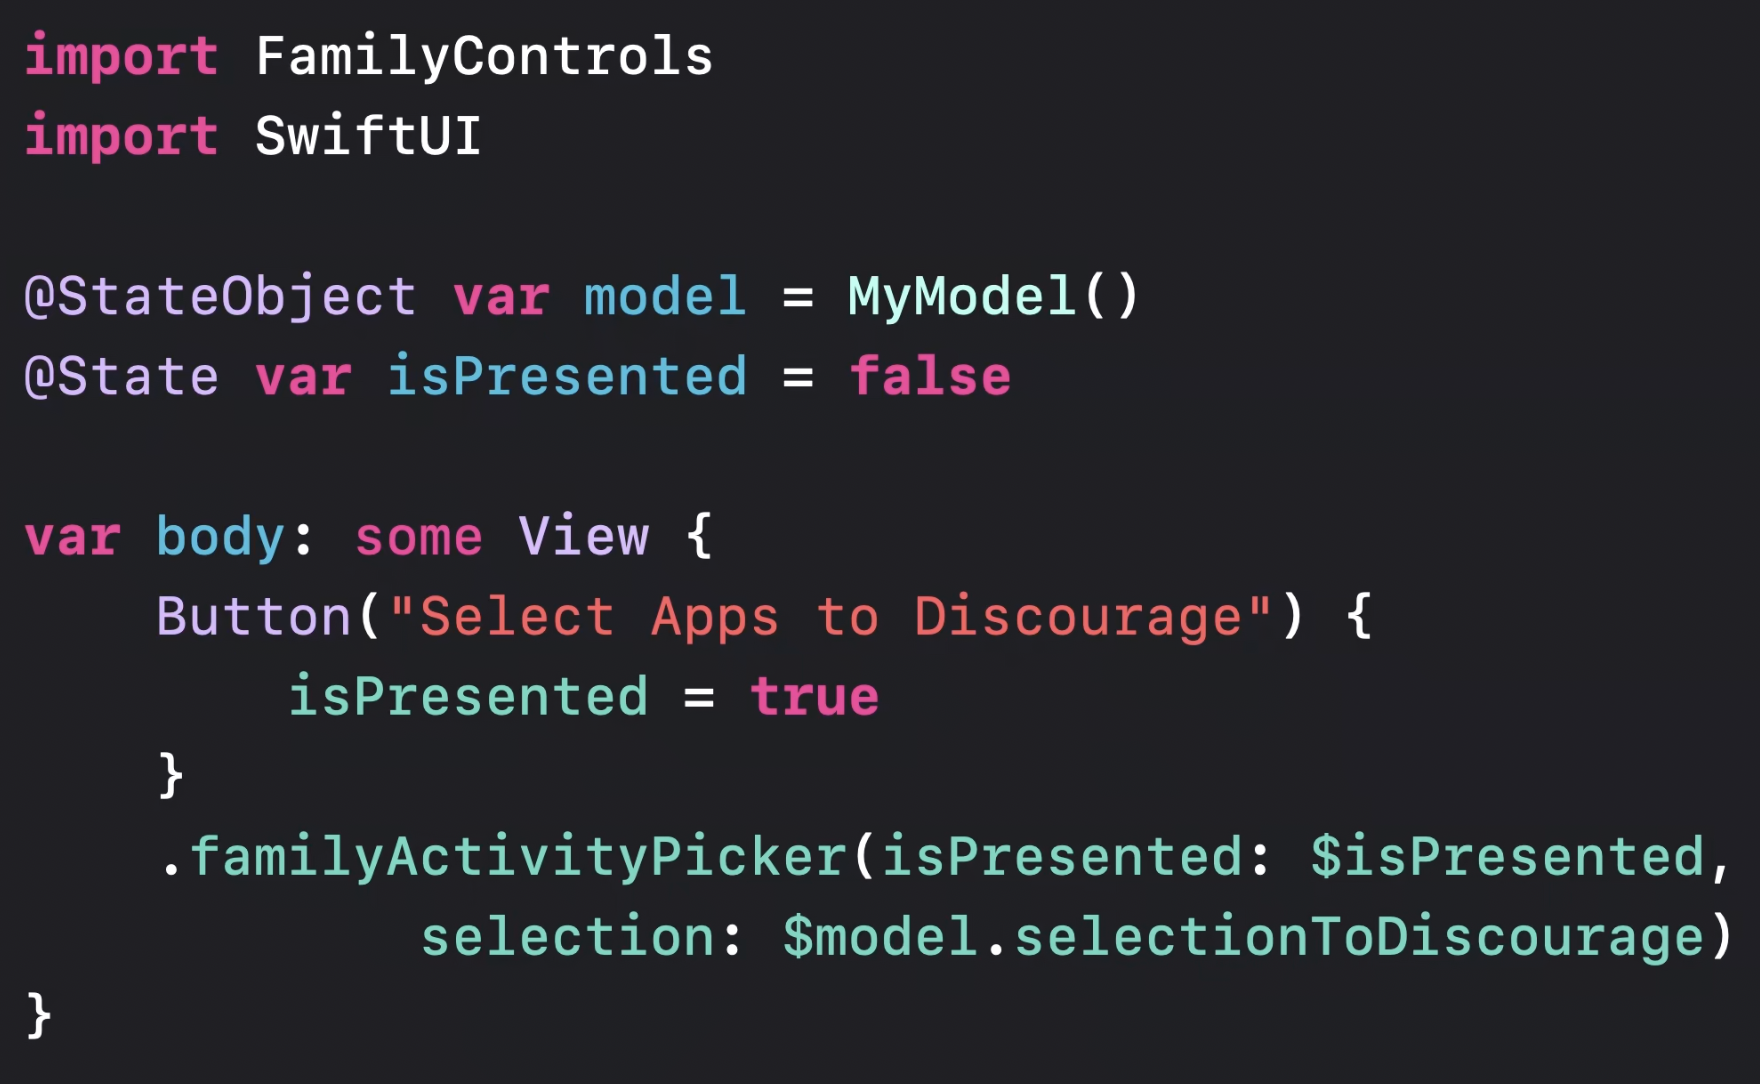 import FamilyControls
import SwiftUI
@StateObject var model = MyModel()
@State var isPresented = false
var body: some View {
    Button("Select Apps to Discourage") {
        isPresented = true
    }
    .familyActivityPicker(isPresented: $isPresented,
            selection: $model.selectionToDiscourage)
}